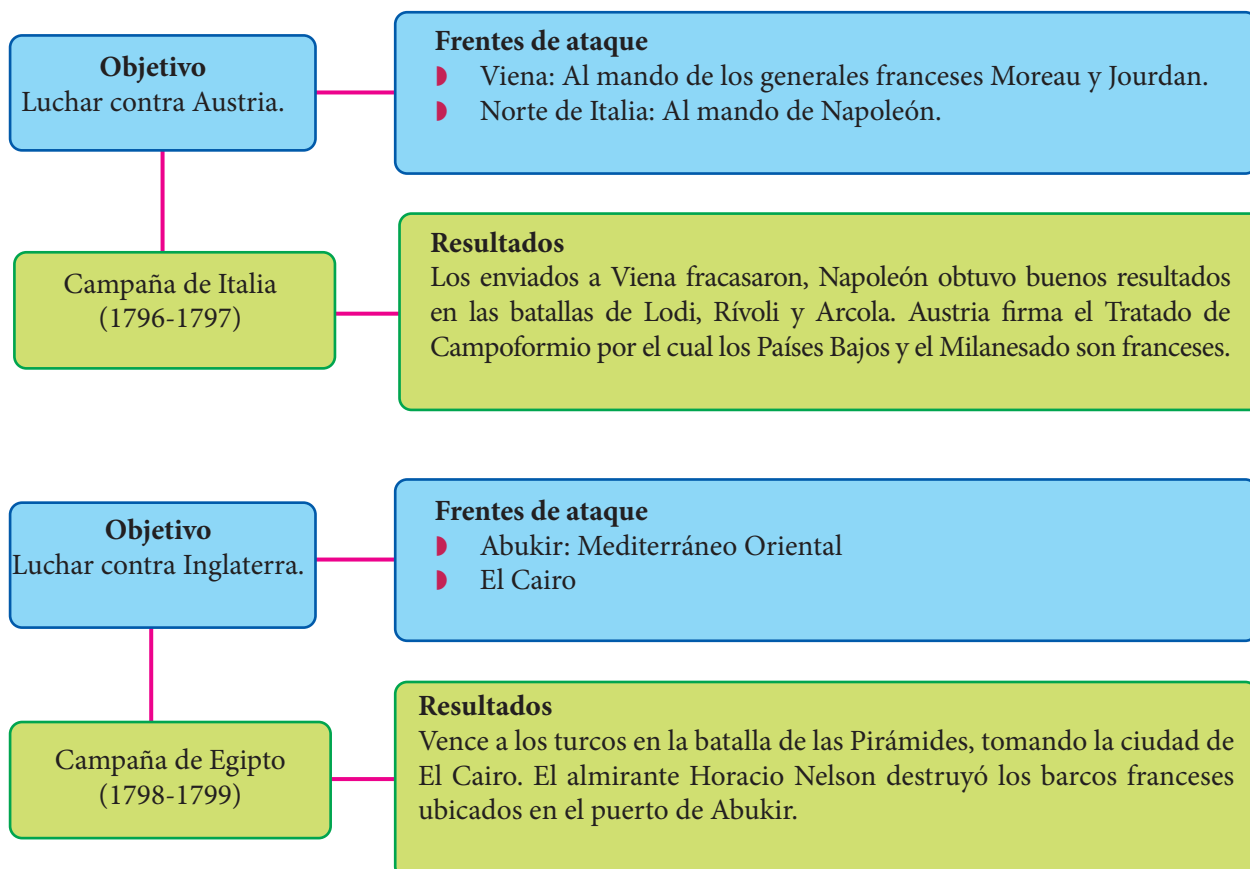 Objetivo
Luchar contra Austria.
Frentes de ataque
◗ Viena: Al mando de los generales franceses Moreau y Jourdan.
◗ Norte de Italia: Al mando de Napoleón.
Campaña de Italia
(1796-1797)
Resultados
Los enviados a Viena fracasaron, Napoleón obtuvo buenos resultados
en las batallas de Lodi, Rívoli y Arcola. Austria firma el Tratado de
Campoformio por el cual los Países Bajos y el Milanesado son franceses.
Objetivo
Luchar contra Inglaterra.
Frentes de ataque
◗ Abukir: Mediterráneo Oriental
◗ El Cairo
Campaña de Egipto
(1798-1799)
Resultados
Vence a los turcos en la batalla de las Pirámides, tomando la ciudad de
El Cairo. El almirante Horacio Nelson destruyó los barcos franceses
ubicados en el puerto de Abukir.